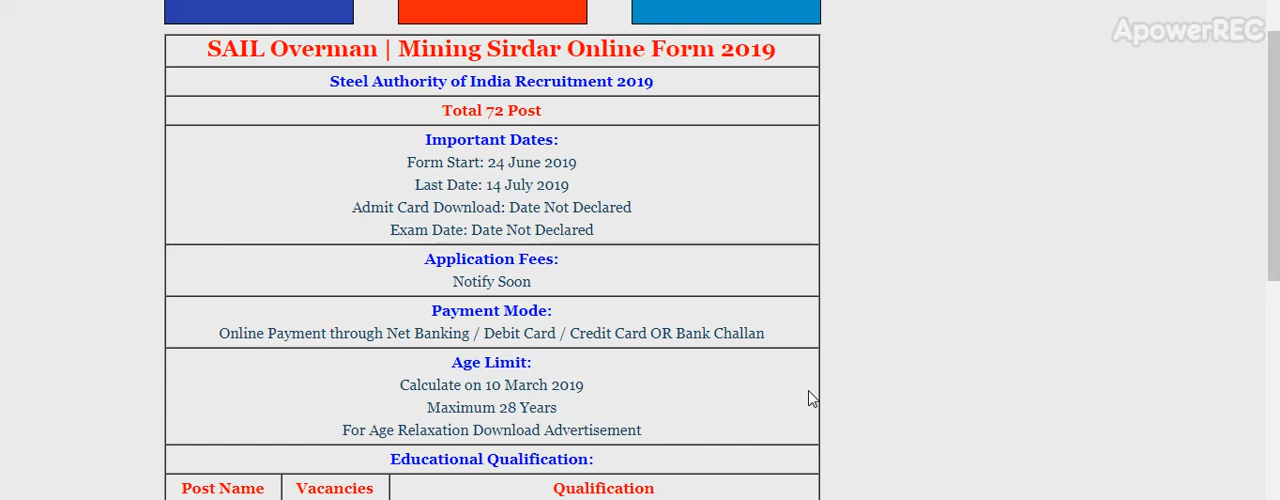 ApowerREC
SAIL Overman | Mining Sirdar Online Form 2019
Steel Authority of India Recruitment 2019
Total 72 Post
Important Dates:
Form Start: 24 June 2019
Last Date: 14 July 2019
Admit Card Download: Date Not Declared
Exam Date: Date Not Declared
Application Fees:
Notify Soon
Payment Mode:
Online Payment through Net Banking / Debit Card / Credit Card OR Bank Challan
Age Limit:
Calculate on 10 March 2019
Maximum 28 Years
For Age Relaxation Download Advertisement
Educational Qualification:
Post Name Vacancies Qualification